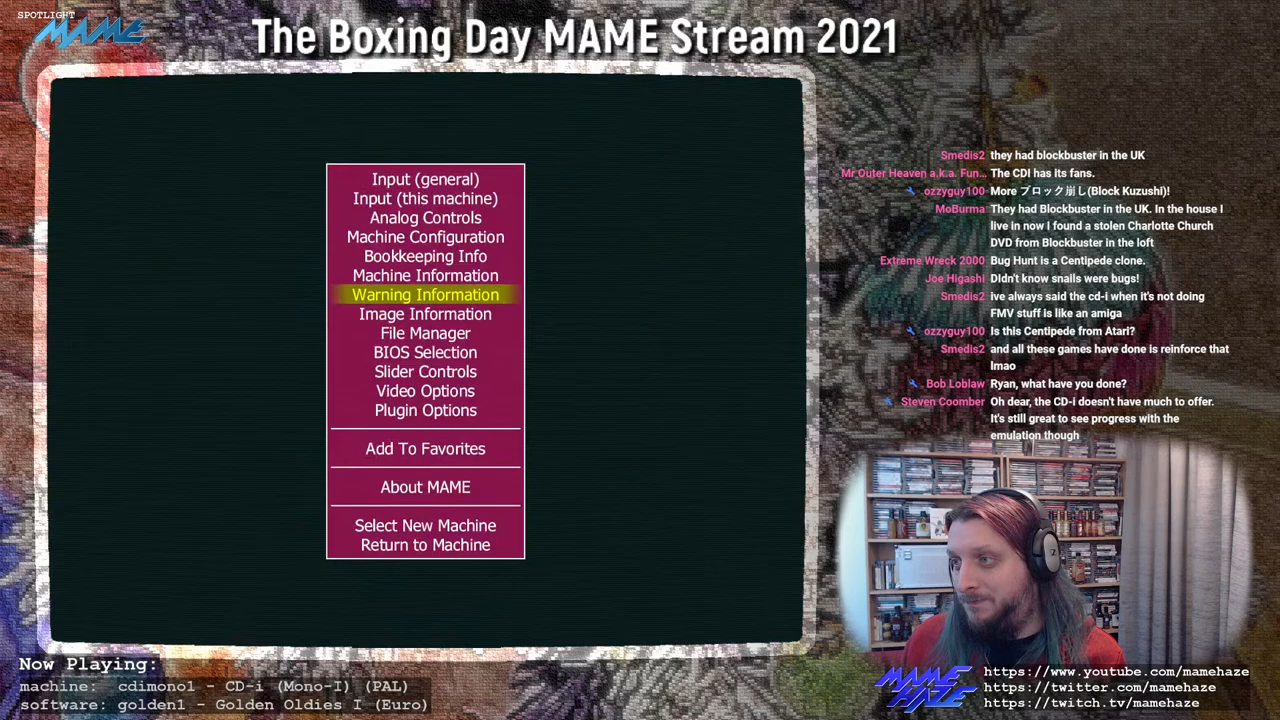 SPOTLIGHT
MAME
The Boxing Day MAME Stream 2021
Input (general)
Input (this machine)
Analog Controls
Machine Configuration
Bookkeeping Info
Machine Information
Warning Information
Image Information
File Manager
BIOS Selection
Slider Controls
Video Options
Plugin Options
Add To Favorites
About MAME
Select New Machine
Return to Machine
Smedis2 they had blockbuster in the UK
Mr Outer Heaven a.k.a. Fun... The CDI has its fans.
ozzyguy100 More ブロック崩し(Block Kuzushi)!
MoBurma They had Blockbuster in the UK. In the house I
live in now I found a stolen Charlotte Church
DVD from Blockbuster in the loft
Extreme Wreck 2000 Bug Hunt is a Centipede clone.
Joe Higashi DIdn't know snails were bugs!
Smedis2 ive always said the cd-i when it's not doing
FMV stuff is like an amiga
ozzyguy100 Is this Centipede from Atari?
Smedis2 and all these games have done is reinforce that
lmao
Bob Loblaw Ryan, what have you done?
Steven Coomber Oh dear, the CD-i doesn't have much to offer.
It's still great to see progress with the
emulation though
Now Playing:
machine: cdimono1 - CD-i (Mono-I) (PAL)
software: golden1 - Golden Oldies I (Euro)
MAME
HAZE
https://www.youtube.com/mamehaze
https://twitter.com/mamehaze
https://twitch.tv/mamehaze